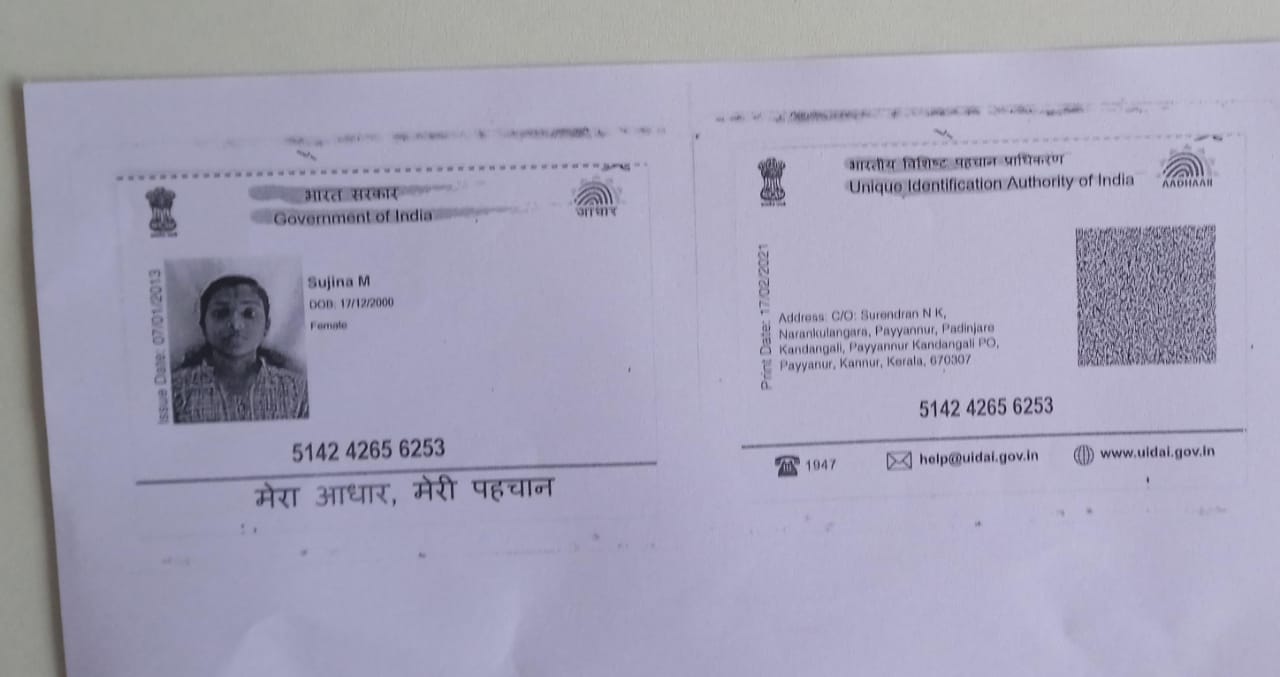 भारत सरकार
Government of India
आधार
Issue Date: 07/01/2013
Sujina M
DOB: 17/12/2000
Female
5142 4265 6253
मेरा आधार, मेरी पहचान
भारतीय विशिष्ट पहचान प्राधिकरण
Unique Identification Authority of India
AADHAAR
Print Date: 17/02/2021
Address: C/O: Surendran N K,
Narankulangara, Payyannur, Padinjare
Kandangali, Payyannur Kandangali PO,
Payyanur, Kannur, Kerala, 670307
5142 4265 6253
1947
help@uidai.gov.in
www.uidai.gov.in